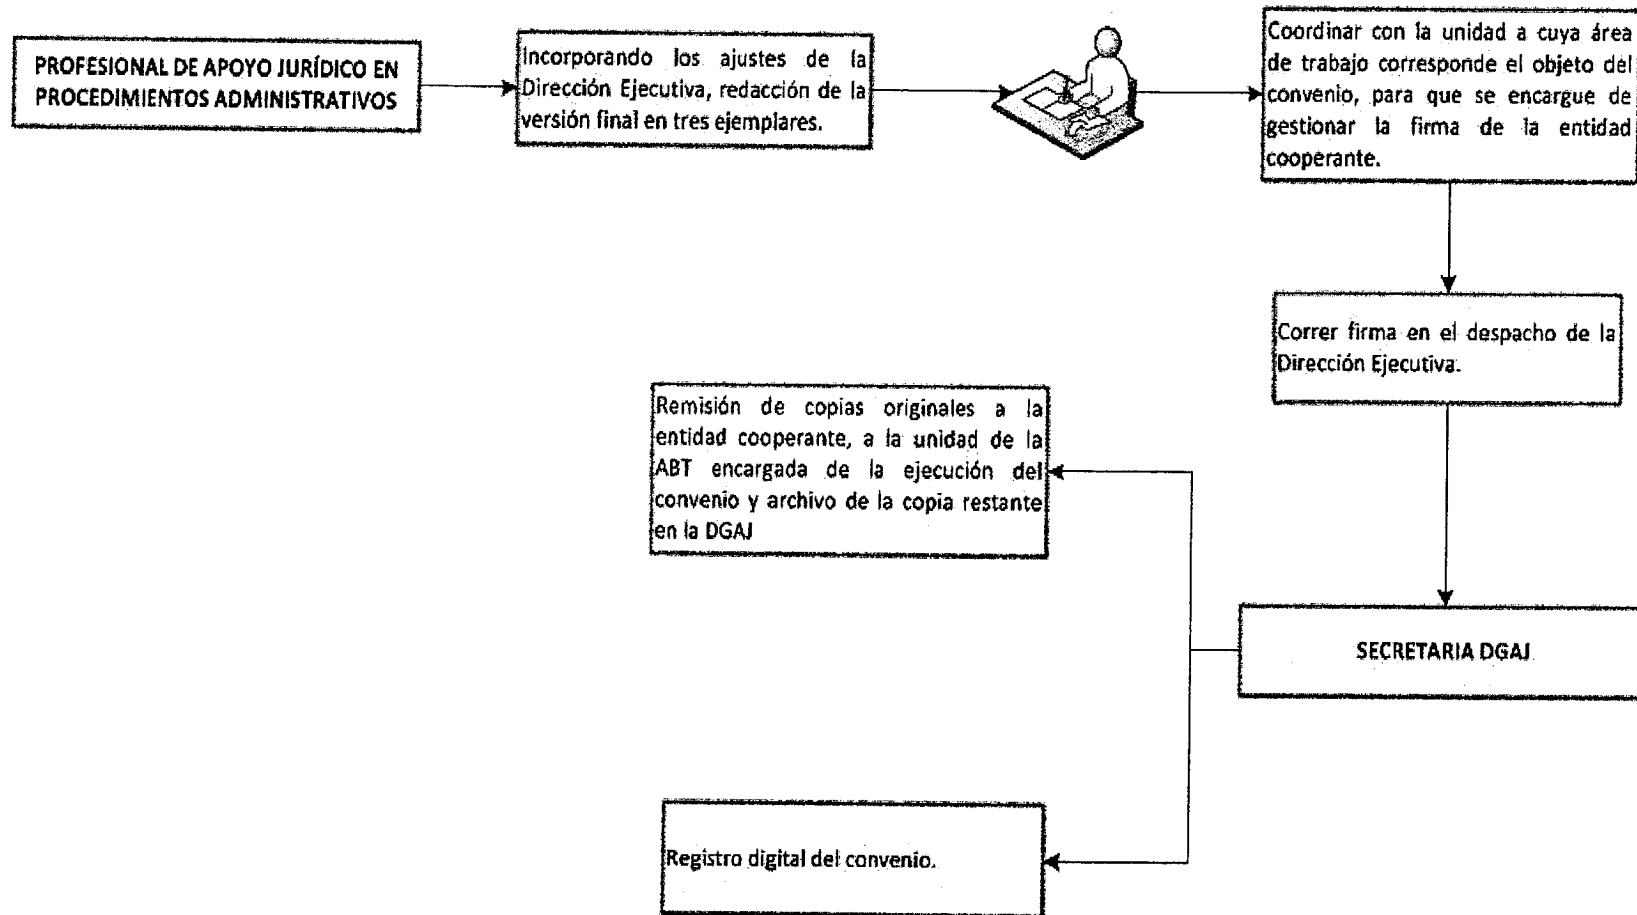 PROFESIONAL DE APOYO JURÍDICO EN
PROCEDIMIENTOS ADMINISTRATIVOS
Incorporando los ajustes de la
Dirección Ejecutiva, redacción de la
versión final en tres ejemplares.
Coordinar con la unidad a cuya área
de trabajo corresponde el objeto del
convenio, para que se encargue de
gestionar la firma de la entidad
cooperante.
Correr firma en el despacho de la
Dirección Ejecutiva.
Remisión de copias originales a la
entidad cooperante, a la unidad de la
ABT encargada de la ejecución del
convenio y archivo de la copia restante
en la DGAJ
SECRETARIA DGAJ
Registro digital del convenio.